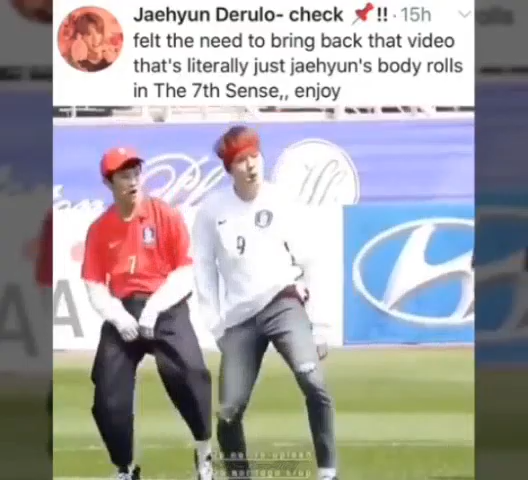 Jaehyun Derulo- check 📌!! · 15h
felt the need to bring back that video
that's literally just jaehyun's body rolls
in The 7th Sense,, enjoy
7
9